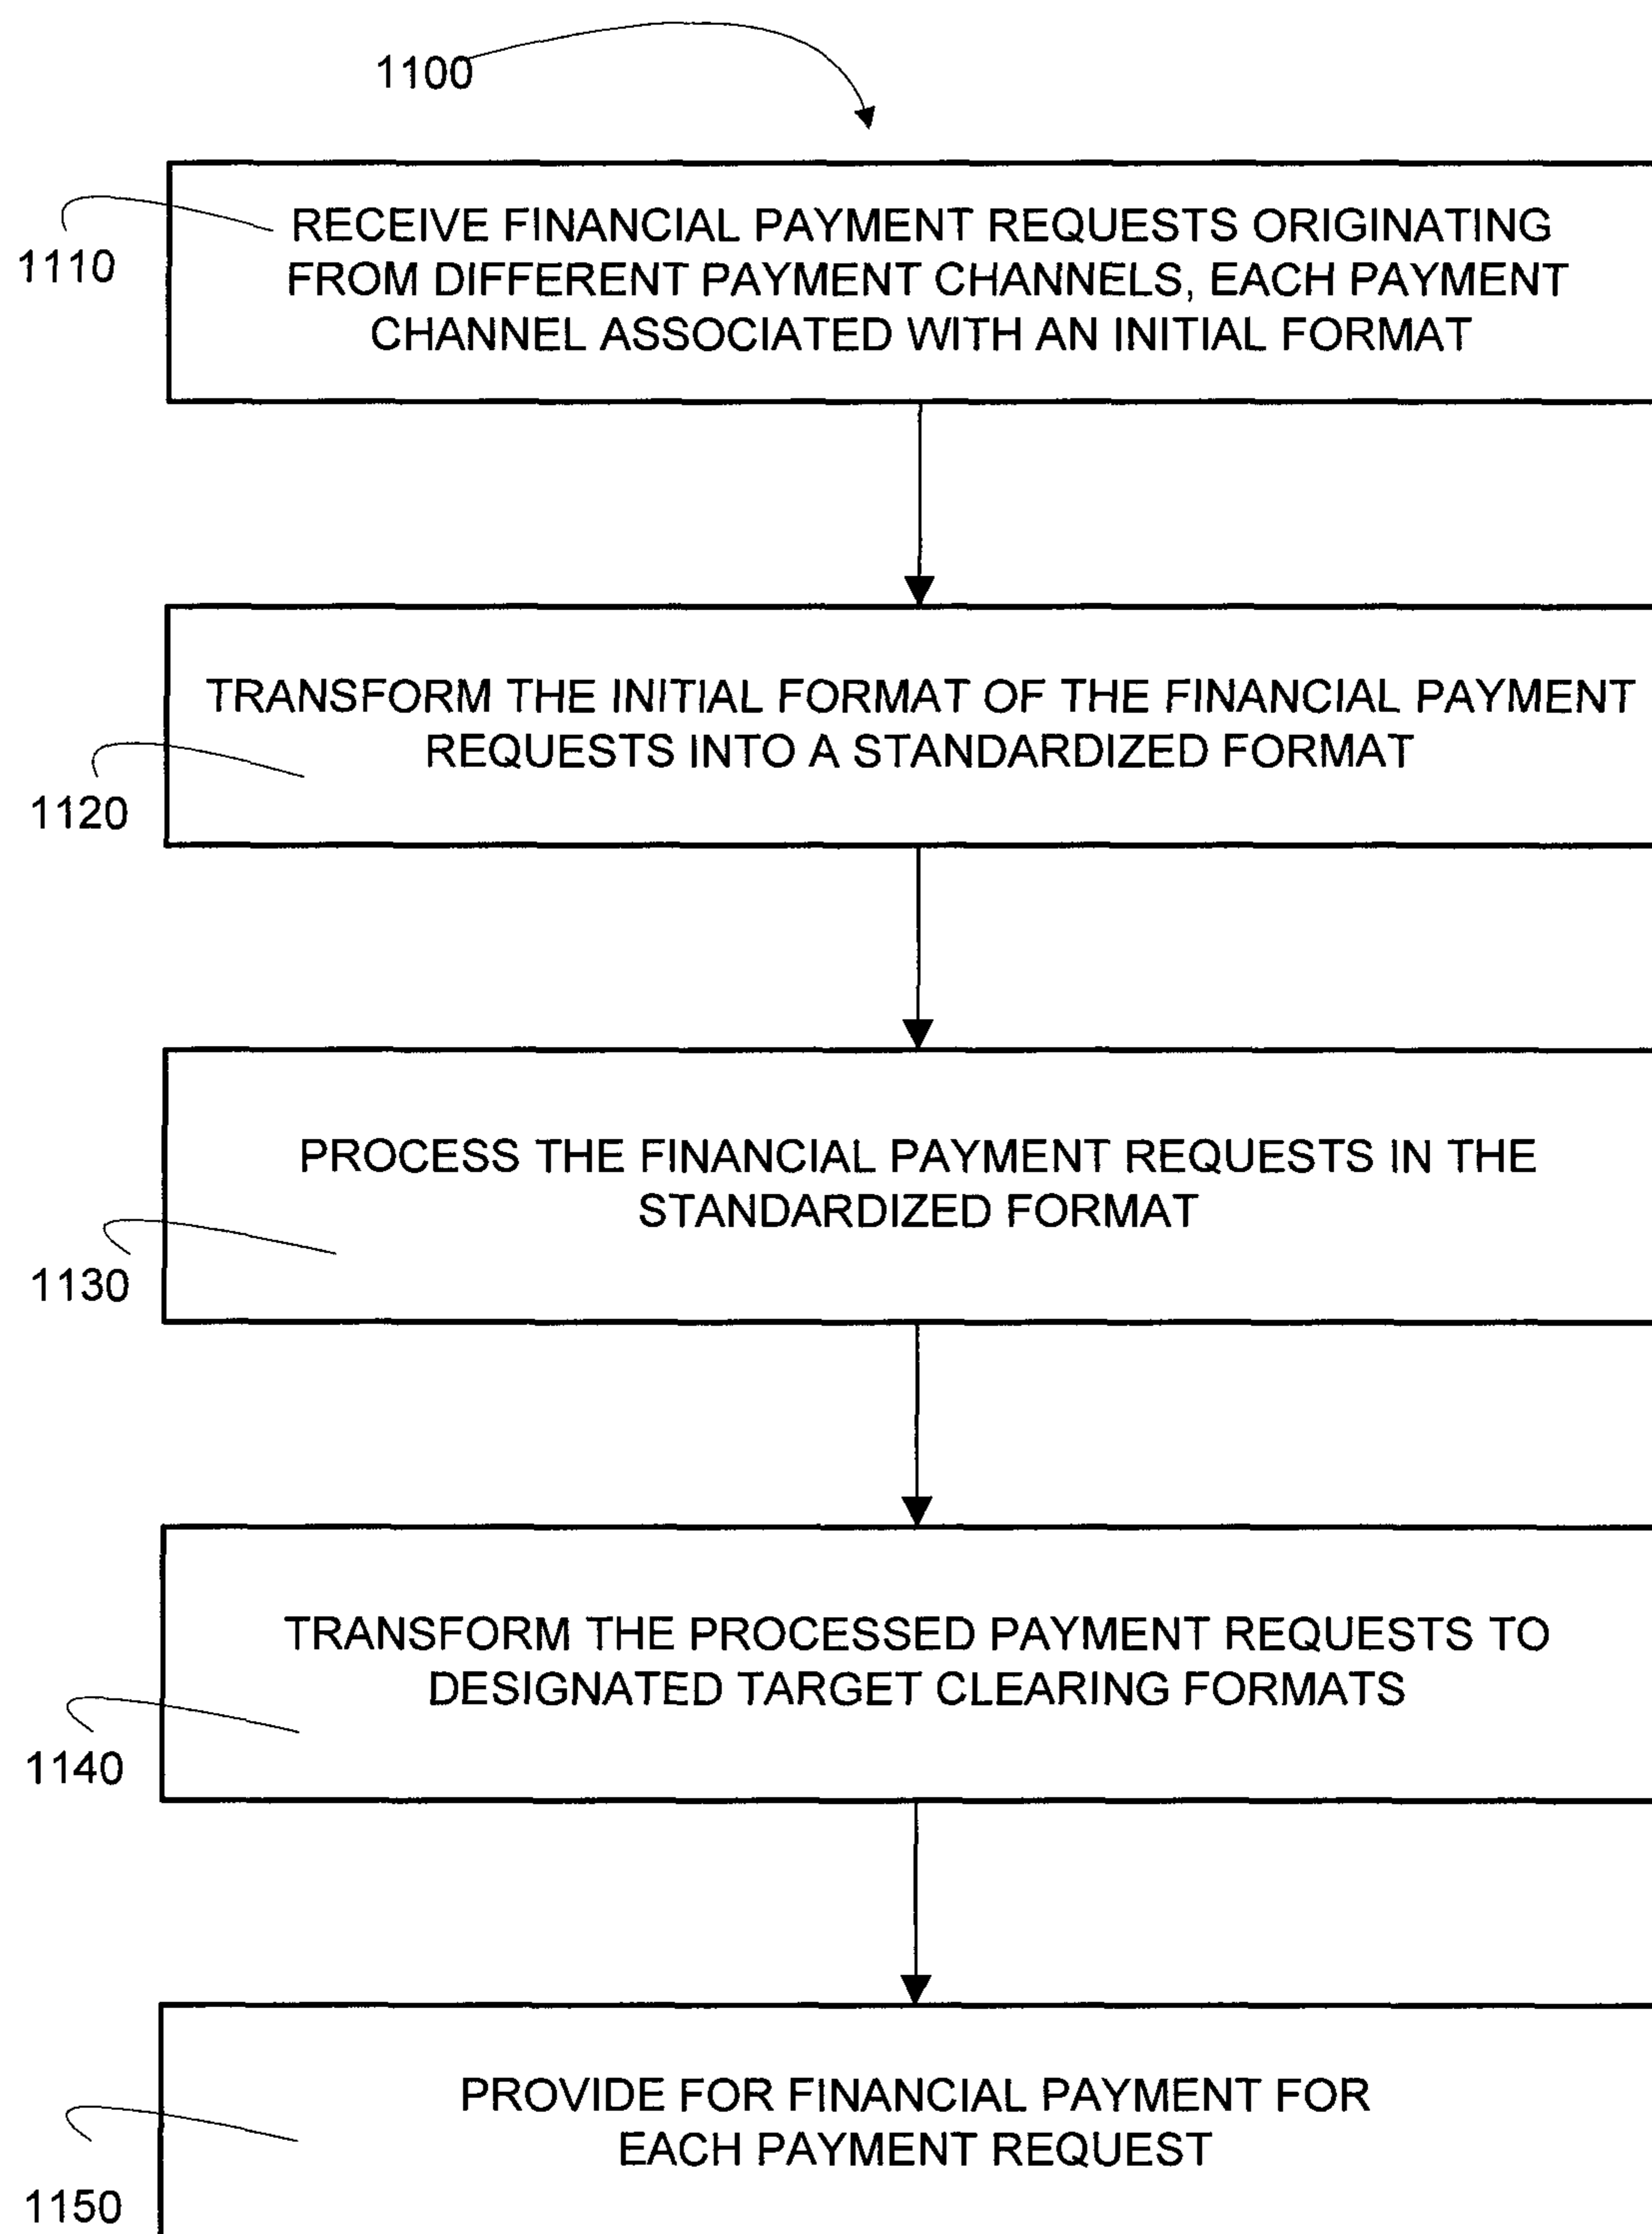 1100
RECEIVE FINANCIAL PAYMENT REQUESTS ORIGINATING
FROM DIFFERENT PAYMENT CHANNELS, EACH PAYMENT
CHANNEL ASSOCIATED WITH AN INITIAL FORMAT
1110
TRANSFORM THE INITIAL FORMAT OF THE FINANCIAL PAYMENT
REQUESTS INTO A STANDARDIZED FORMAT
1120
PROCESS THE FINANCIAL PAYMENT REQUESTS IN THE
STANDARDIZED FORMAT
1130
TRANSFORM THE PROCESSED PAYMENT REQUESTS TO
DESIGNATED TARGET CLEARING FORMATS
1140
PROVIDE FOR FINANCIAL PAYMENT FOR
EACH PAYMENT REQUEST
1150